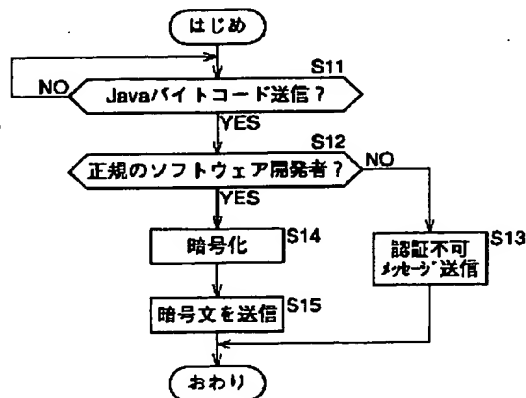 はじめ
S11
Javaバイトコード送信?
NO
YES
S12
正規のソフトウェア開発者?
NO
YES
暗号化
S14
認証不可
メッセージ送信
S13
暗号文を送信
S15
おわり